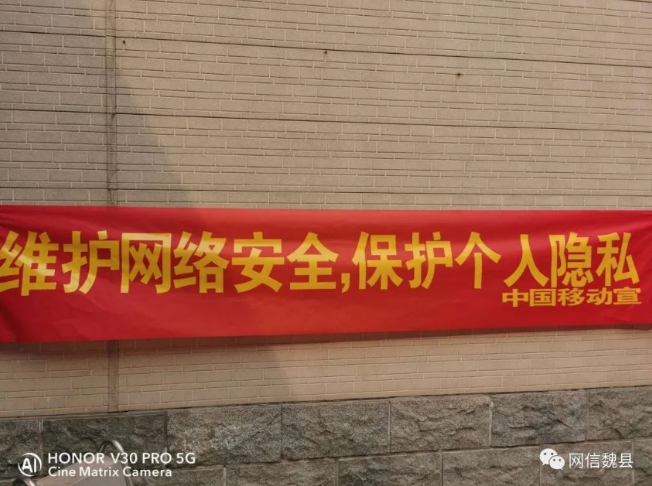 维护网络安全,保护个人隐私
中国移动宣
AI HONOR V30 PRO 5G
Cine Matrix Camera
网信魏县